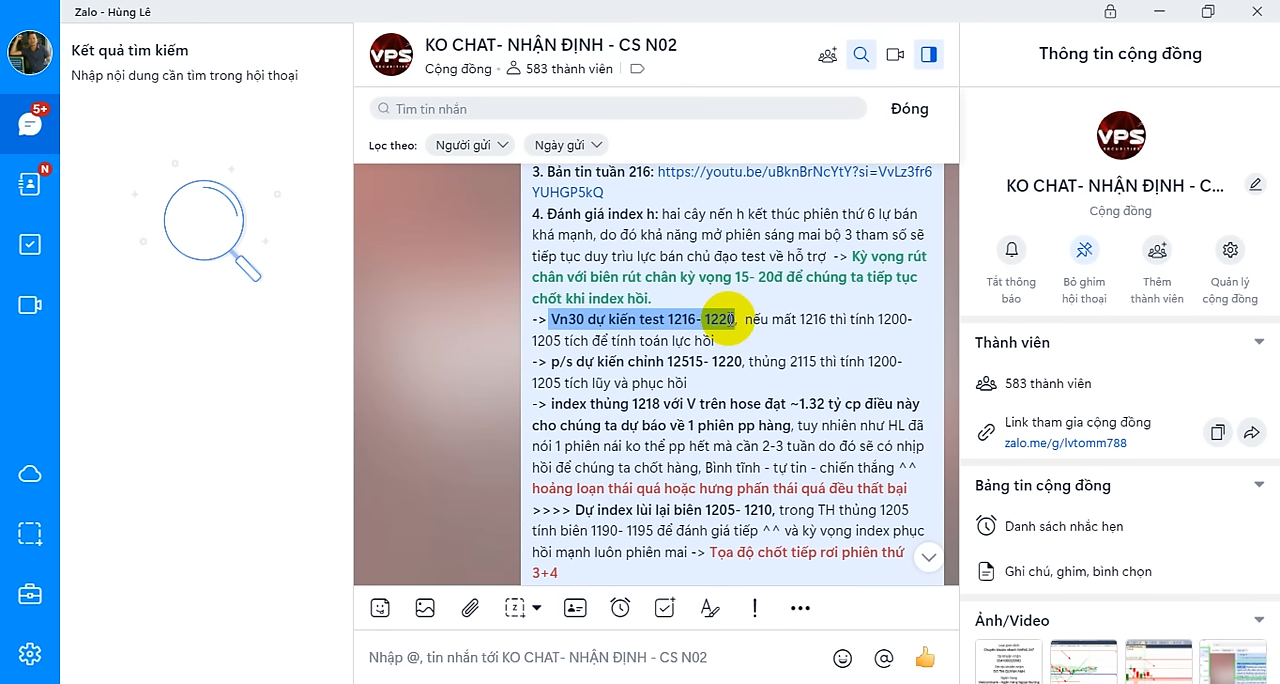 Zalo - Hùng Lê
5+
N
Kết quả tìm kiếm
Nhập nội dung cần tìm trong hội thoại
VPS
SECURITIES
KO CHAT- NHẬN ĐỊNH - CS N02
Cộng đồng
583 thành viên
Tìm tin nhắn
Đóng
Lọc theo:
Người gửi
Ngày gửi
3. Bản tin tuần 216: https://youtu.be/uBknBrNcYtY?si=VvLz3fr6
YUHGP5kQ
4. Đánh giá index h: hai cây nến h kết thúc phiên thứ 6 lự bán
khá mạnh, do đó khả năng mở phiên sáng mai bộ 3 tham số sẽ
tiếp tục duy trìu lực bán chủ đạo test về hỗ trợ -> Kỳ vọng rút
chân với biên rút chân kỳ vọng 15- 20đ để chúng ta tiếp tục
chốt khi index hồi.
-> Vn30 dự kiến test 1216- 1220, nếu mất 1216 thì tính 1200-
1205 tích để tính toán lực hồi
-> p/s dự kiến chỉnh 12515- 1220, thủng 2115 thì tính 1200-
1205 tích lũy và phục hồi
-> index thủng 1218 với V trên hose đạt ~1.32 tỷ cp điều này
cho chúng ta dự báo về 1 phiên pp hàng, tuy nhiên như HL đã
nói 1 phiên nái ko thể pp hết mà cần 2-3 tuần do đó sẽ có nhịp
hồi để chúng ta chốt hàng, Bình tĩnh - tự tin - chiến thắng ^^
hoảng loạn thái quá hoặc hưng phấn thái quá đều thất bại
>>>> Dự index lùi lại biên 1205- 1210, trong TH thủng 1205
tính biên 1190- 1195 để đánh giá tiếp ^^ và kỳ vọng index phục
hồi mạnh luôn phiên mai -> Tọa độ chốt tiếp rơi phiên thứ
3+4
Nhập @, tin nhắn tới KO CHAT- NHẬN ĐỊNH - CS N02
Thông tin cộng đồng
VPS
SECURITIES
KO CHAT- NHẬN ĐỊNH - C...
Cộng đồng
Tắt thông
báo
Bỏ ghim
hội thoại
Thêm
thành viên
Quản lý
cộng đồng
Thành viên
583 thành viên
Link tham gia cộng đồng
zalo.me/g/lvtomm788
Bảng tin cộng đồng
Danh sách nhắc hẹn
Ghi chú, ghim, bình chọn
Ảnh/Video